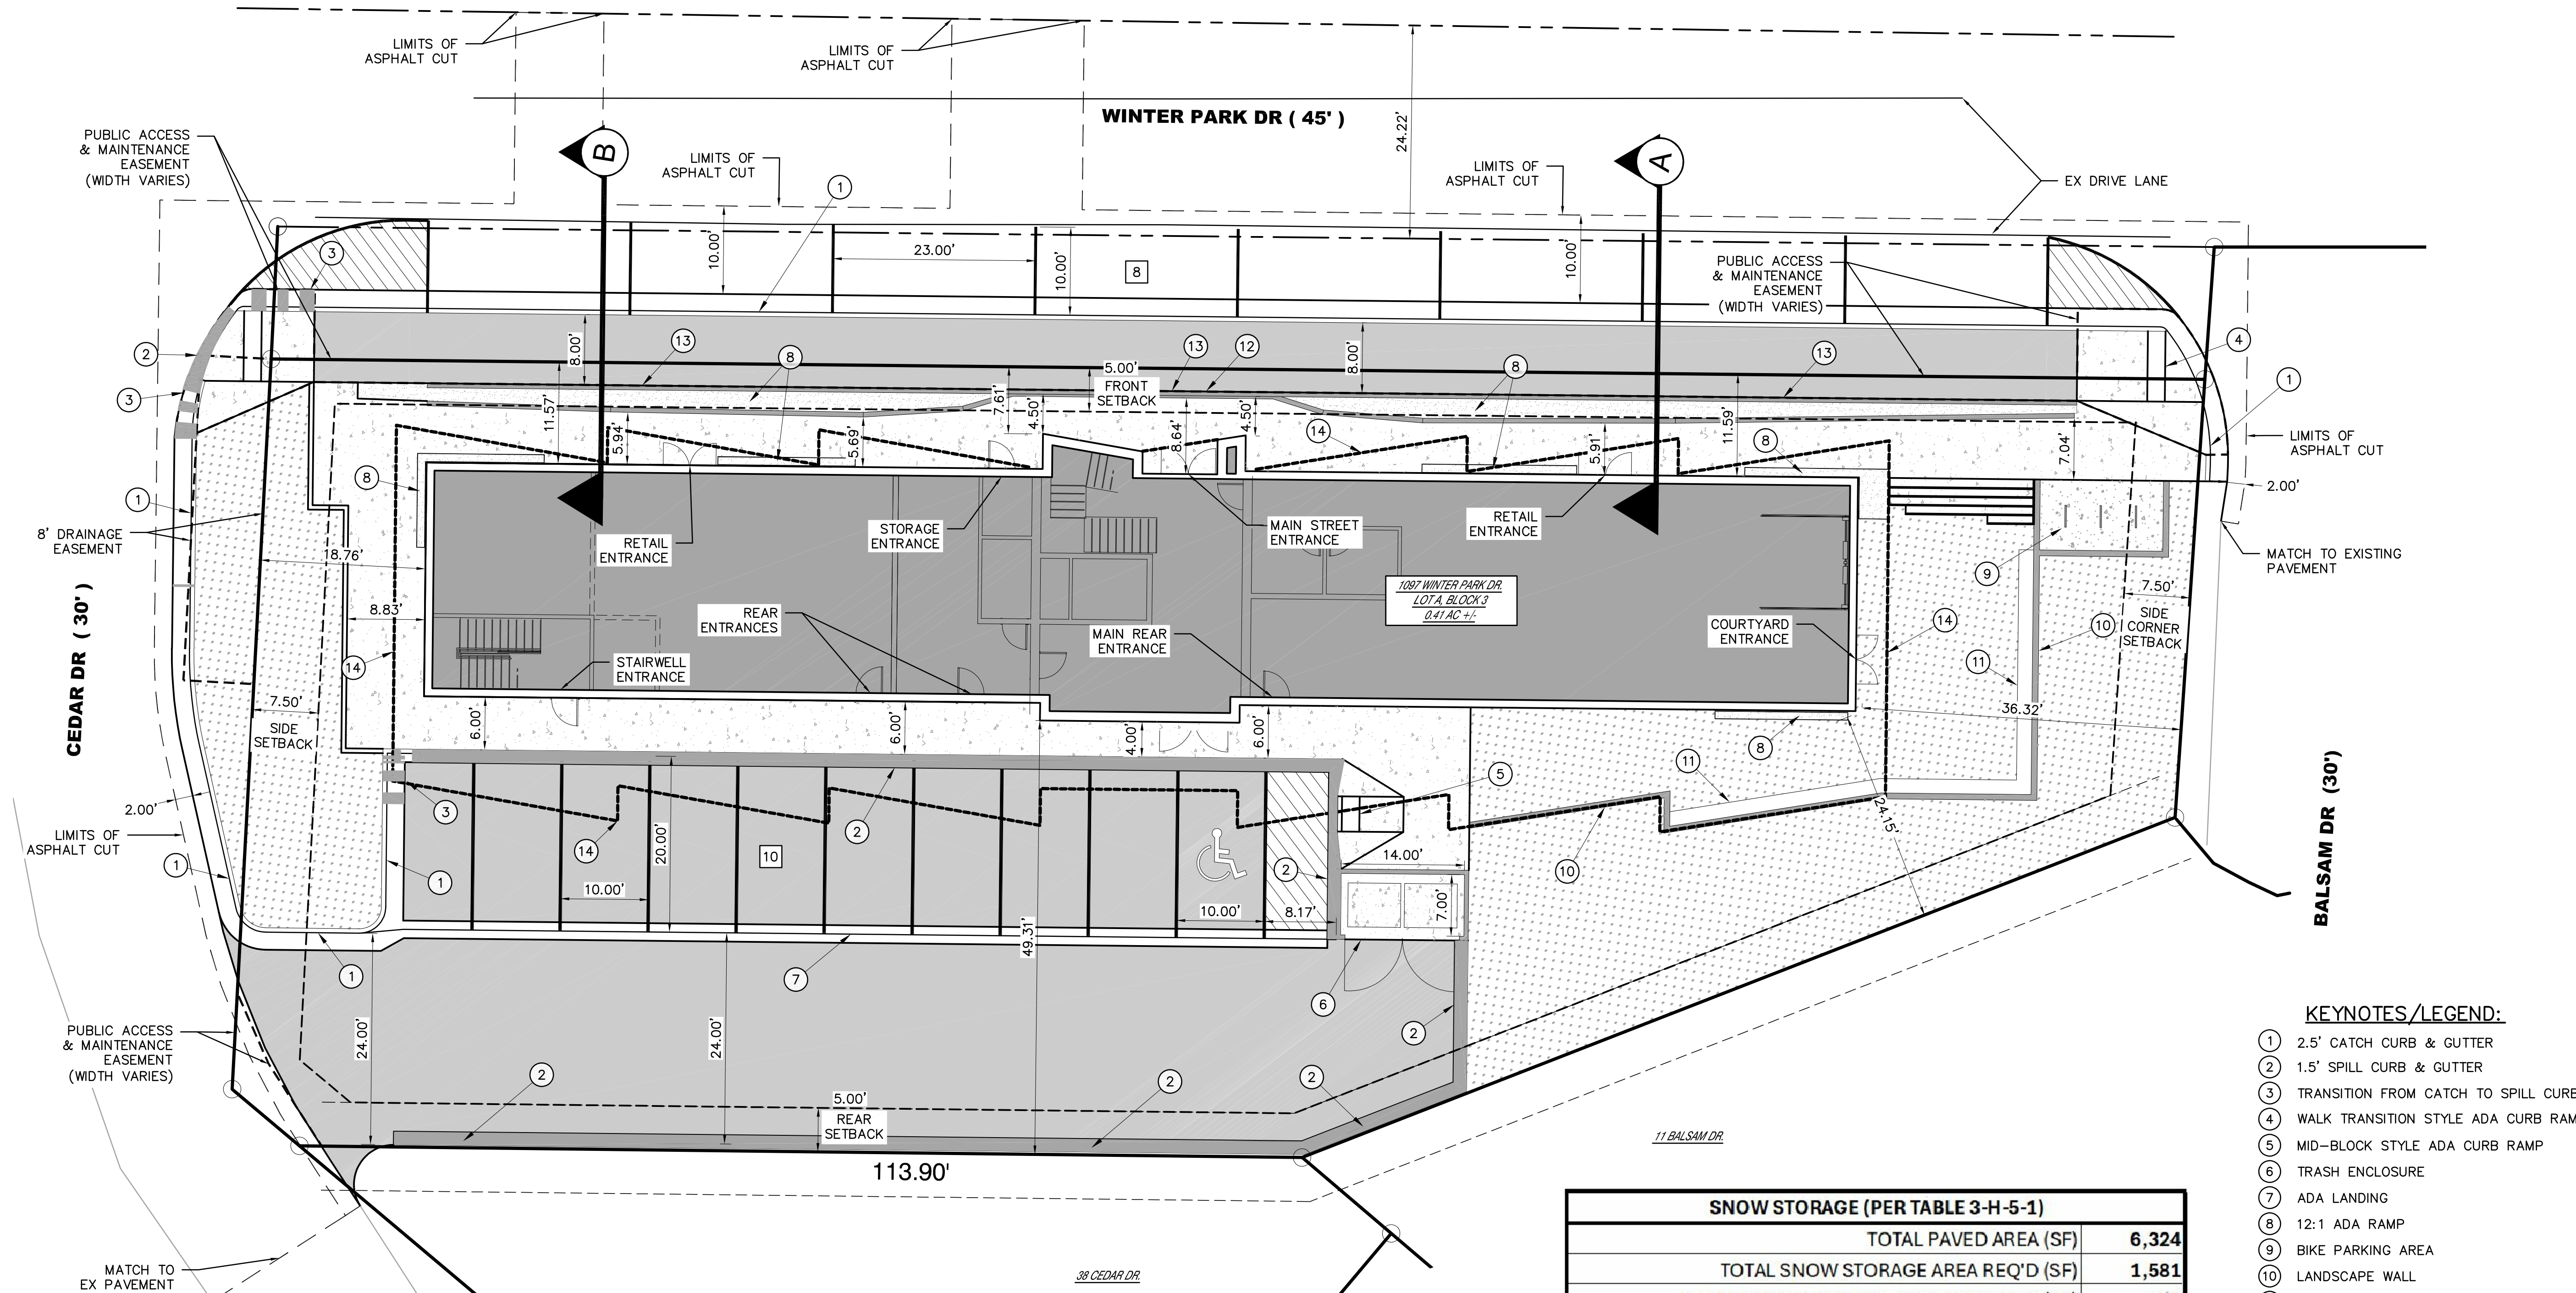 LIMITS OF
ASPHALT CUT
LIMITS OF
ASPHALT CUT
WINTER PARK DR ( 45' )
24.22'
PUBLIC ACCESS
& MAINTENANCE
EASEMENT
(WIDTH VARIES)
B
LIMITS OF
ASPHALT CUT
A
LIMITS OF
ASPHALT CUT
EX DRIVE LANE
1
3
10.00'
23.00'
10.00'
8
10.00'
PUBLIC ACCESS
& MAINTENANCE
EASEMENT
(WIDTH VARIES)
2
3
8.00'
13
8
13
12
8.00'
8
13
4
1
5.00'
FRONT
SETBACK
11.57'
5.94'
5.69'
7.61'
4.50'
8.64'
4.50'
14
5.91'
11.59'
8
7.04'
LIMITS OF
ASPHALT CUT
2.00'
8
1
8' DRAINAGE
EASEMENT
18.76'
RETAIL
ENTRANCE
STORAGE
ENTRANCE
MAIN STREET
ENTRANCE
RETAIL
ENTRANCE
MATCH TO EXISTING
PAVEMENT
9
7.50'
SIDE
CORNER
SETBACK
1097 WINTER PARK DR.
LOT A, BLOCK 3
0.41 AC +/-
8.83'
REAR
ENTRANCES
MAIN REAR
ENTRANCE
COURTYARD
ENTRANCE
14
10
11
CEDAR DR ( 30' )
14
STAIRWELL
ENTRANCE
7.50'
SIDE
SETBACK
6.00'
6.00'
4.00'
6.00'
36.32'
8
11
5
BALSAM DR (30')
2.00'
LIMITS OF
ASPHALT CUT
3
2
24.15'
14
20.00'
10
1
1
10.00'
10.00'
8.17'
2
14.00'
7.00'
10
49.31'
1
7
6
2
PUBLIC ACCESS
& MAINTENANCE
EASEMENT
(WIDTH VARIES)
24.00'
24.00'
2
2
2
5.00'
REAR
SETBACK
113.90'
11 BALSAM DR.
MATCH TO
EX PAVEMENT
38 CEDAR DR.
SNOW STORAGE (PER TABLE 3-H-5-1)
TOTAL PAVED AREA (SF) 6,324
TOTAL SNOW STORAGE AREA REQ'D (SF) 1,581
KEYNOTES/LEGEND:
1 2.5' CATCH CURB & GUTTER
2 1.5' SPILL CURB & GUTTER
3 TRANSITION FROM CATCH TO SPILL CURB
4 WALK TRANSITION STYLE ADA CURB RAM
5 MID-BLOCK STYLE ADA CURB RAMP
6 TRASH ENCLOSURE
7 ADA LANDING
8 12:1 ADA RAMP
9 BIKE PARKING AREA
10 LANDSCAPE WALL